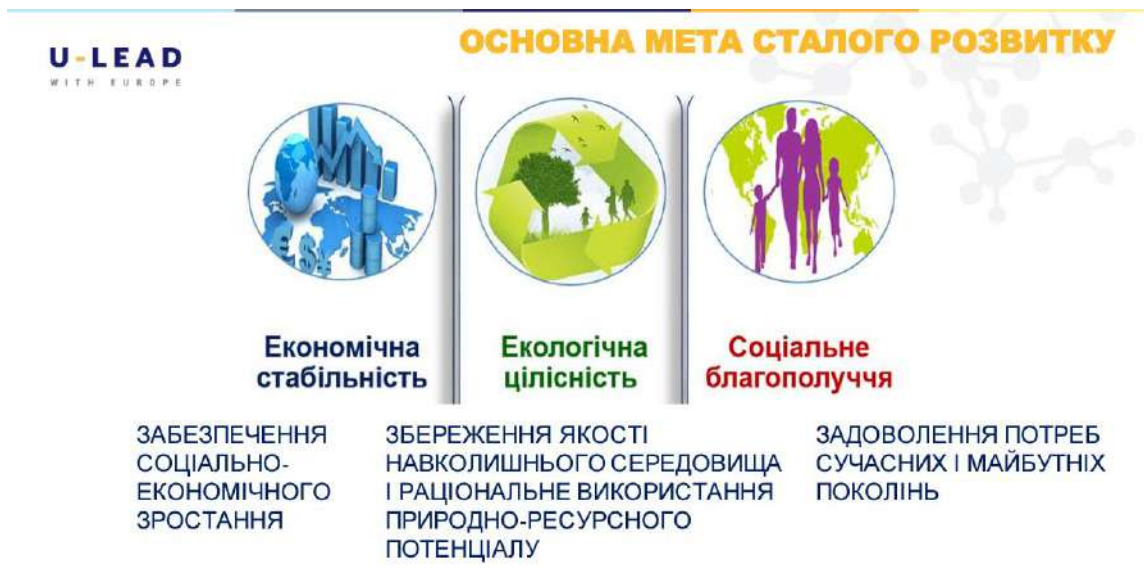 U-LEAD
WITH EUROPE
ОСНОВНА МЕТА СТАЛОГО РОЗВИТКУ
£ $ ¥
Економічна
стабільність
Екологічна
цілісність
Соціальне
благополуччя
ЗАБЕЗПЕЧЕННЯ
СОЦІАЛЬНО-
ЕКОНОМІЧНОГО
ЗРОСТАННЯ
ЗБЕРЕЖЕННЯ ЯКОСТІ
НАВКОЛИШНЬОГО СЕРЕДОВИЩА
І РАЦІОНАЛЬНЕ ВИКОРИСТАННЯ
ПРИРОДНО-РЕСУРСНОГО
ПОТЕНЦІАЛУ
ЗАДОВОЛЕННЯ ПОТРЕБ
СУЧАСНИХ І МАЙБУТНІХ
ПОКОЛІНЬ